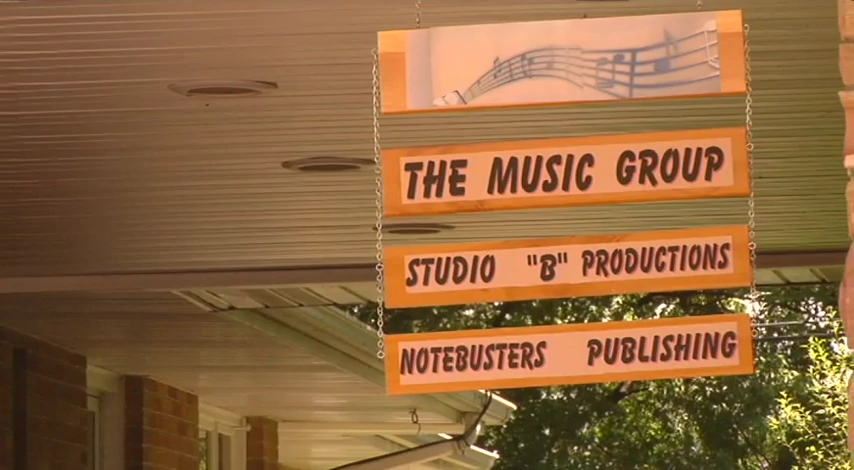 THE MUSIC GROUP
STUDIO "B" PRODUCTIONS
NOTEBUSTERS PUBLISHING